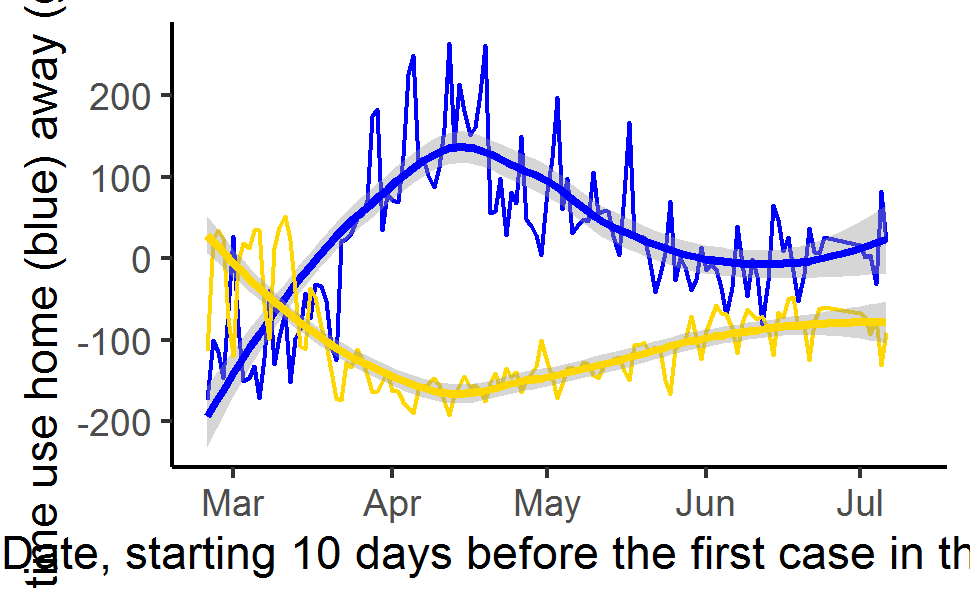 time use home (blue) away (
200
100
0
-100
-200
Mar Apr May Jun Jul
Date, starting 10 days before the first case in th